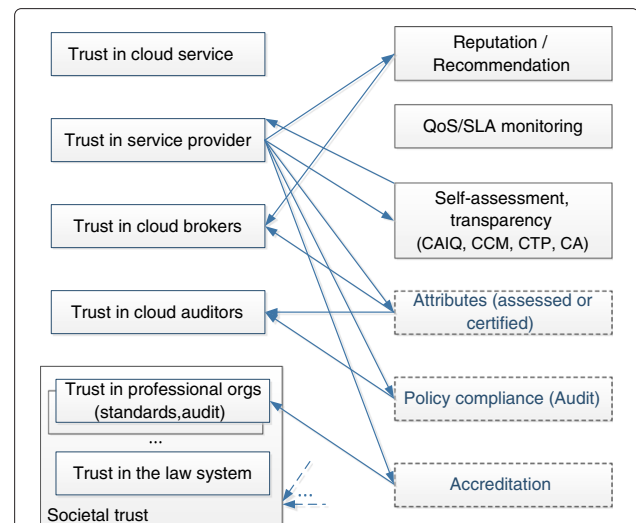 Trust in cloud service
Reputation /
Recommendation
Trust in service provider
QoS/SLA monitoring
Trust in cloud brokers
Self-assessment,
transparency
(CAIQ, CCM, CTP, CA)
Trust in cloud auditors
Attributes (assessed or
certified)
Trust in professional orgs
(standards,audit)
...
Policy compliance (Audit)
Trust in the law system
Accreditation
...
Societal trust